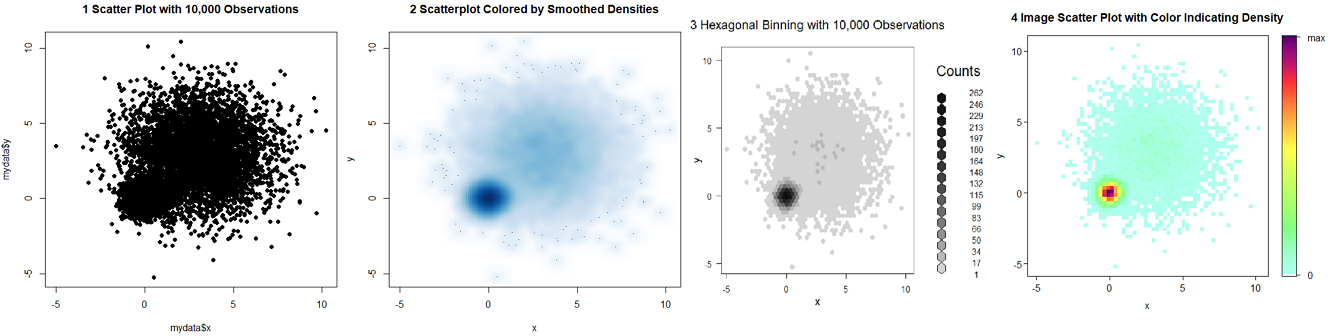 1 Scatter Plot with 10,000 Observations
10
5
0
-5
mydata$y
-5 0 5 10
mydata$x
2 Scatterplot Colored by Smoothed Densities
10
5
0
-5
y
-5 0 5 10
x
3 Hexagonal Binning with 10,000 Observations
10
5
0
-5
y
-5 0 5 10
x
Counts
262
246
229
213
197
180
164
148
132
115
99
83
66
50
34
17
1
4 Image Scatter Plot with Color Indicating Density
10
5
0
-5
y
-5 0 5 10
x
max
0